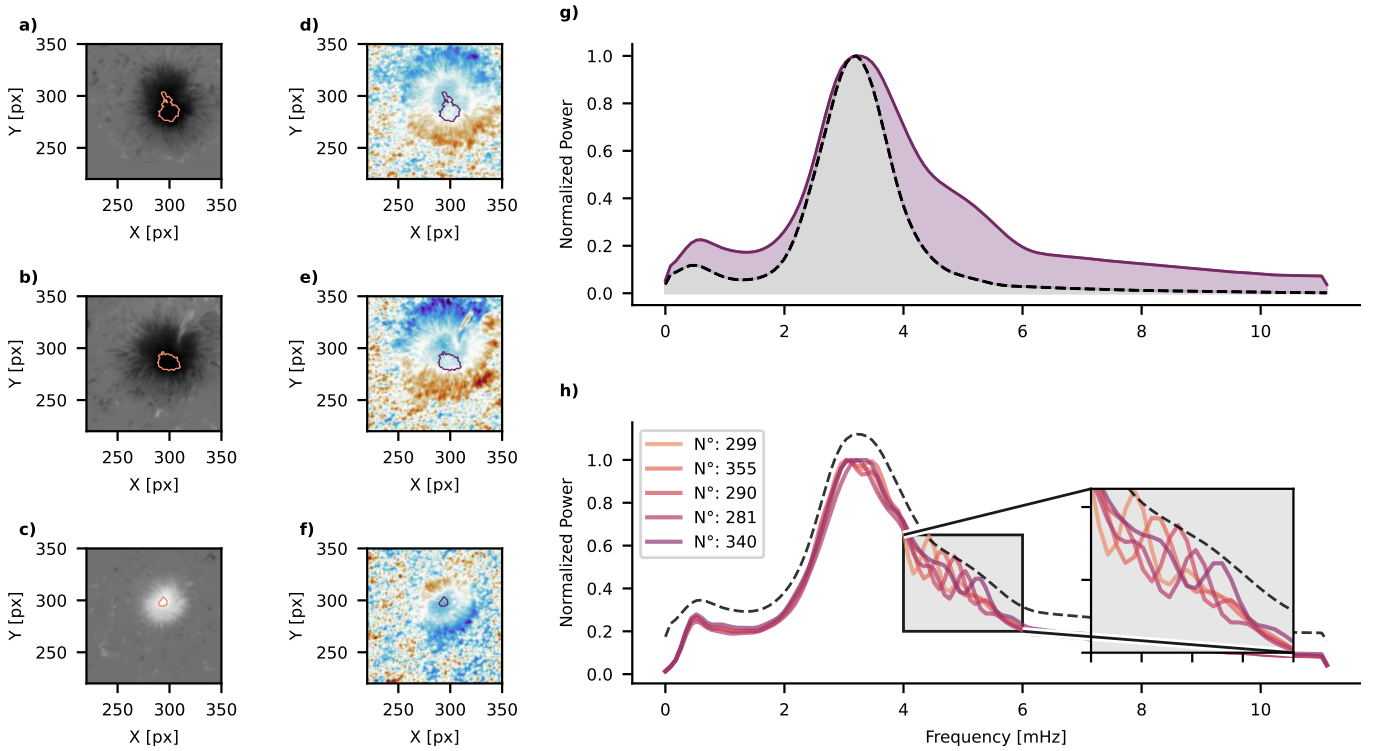 a)
350
300
250
Y [px]
250 300 350
X [px]
b)
350
300
250
Y [px]
250 300 350
X [px]
c)
350
300
250
Y [px]
250 300 350
X [px]
d)
350
300
250
Y [px]
250 300 350
X [px]
e)
350
300
250
Y [px]
250 300 350
X [px]
f)
350
300
250
Y [px]
250 300 350
X [px]
g)
1.0
0.8
0.6
0.4
0.2
0.0
Normalized Power
0 2 4 6 8 10
h)
1.0
0.8
0.6
0.4
0.2
0.0
Normalized Power
N°: 299
N°: 355
N°: 290
N°: 281
N°: 340
0 2 4 6 8 10
Frequency [mHz]